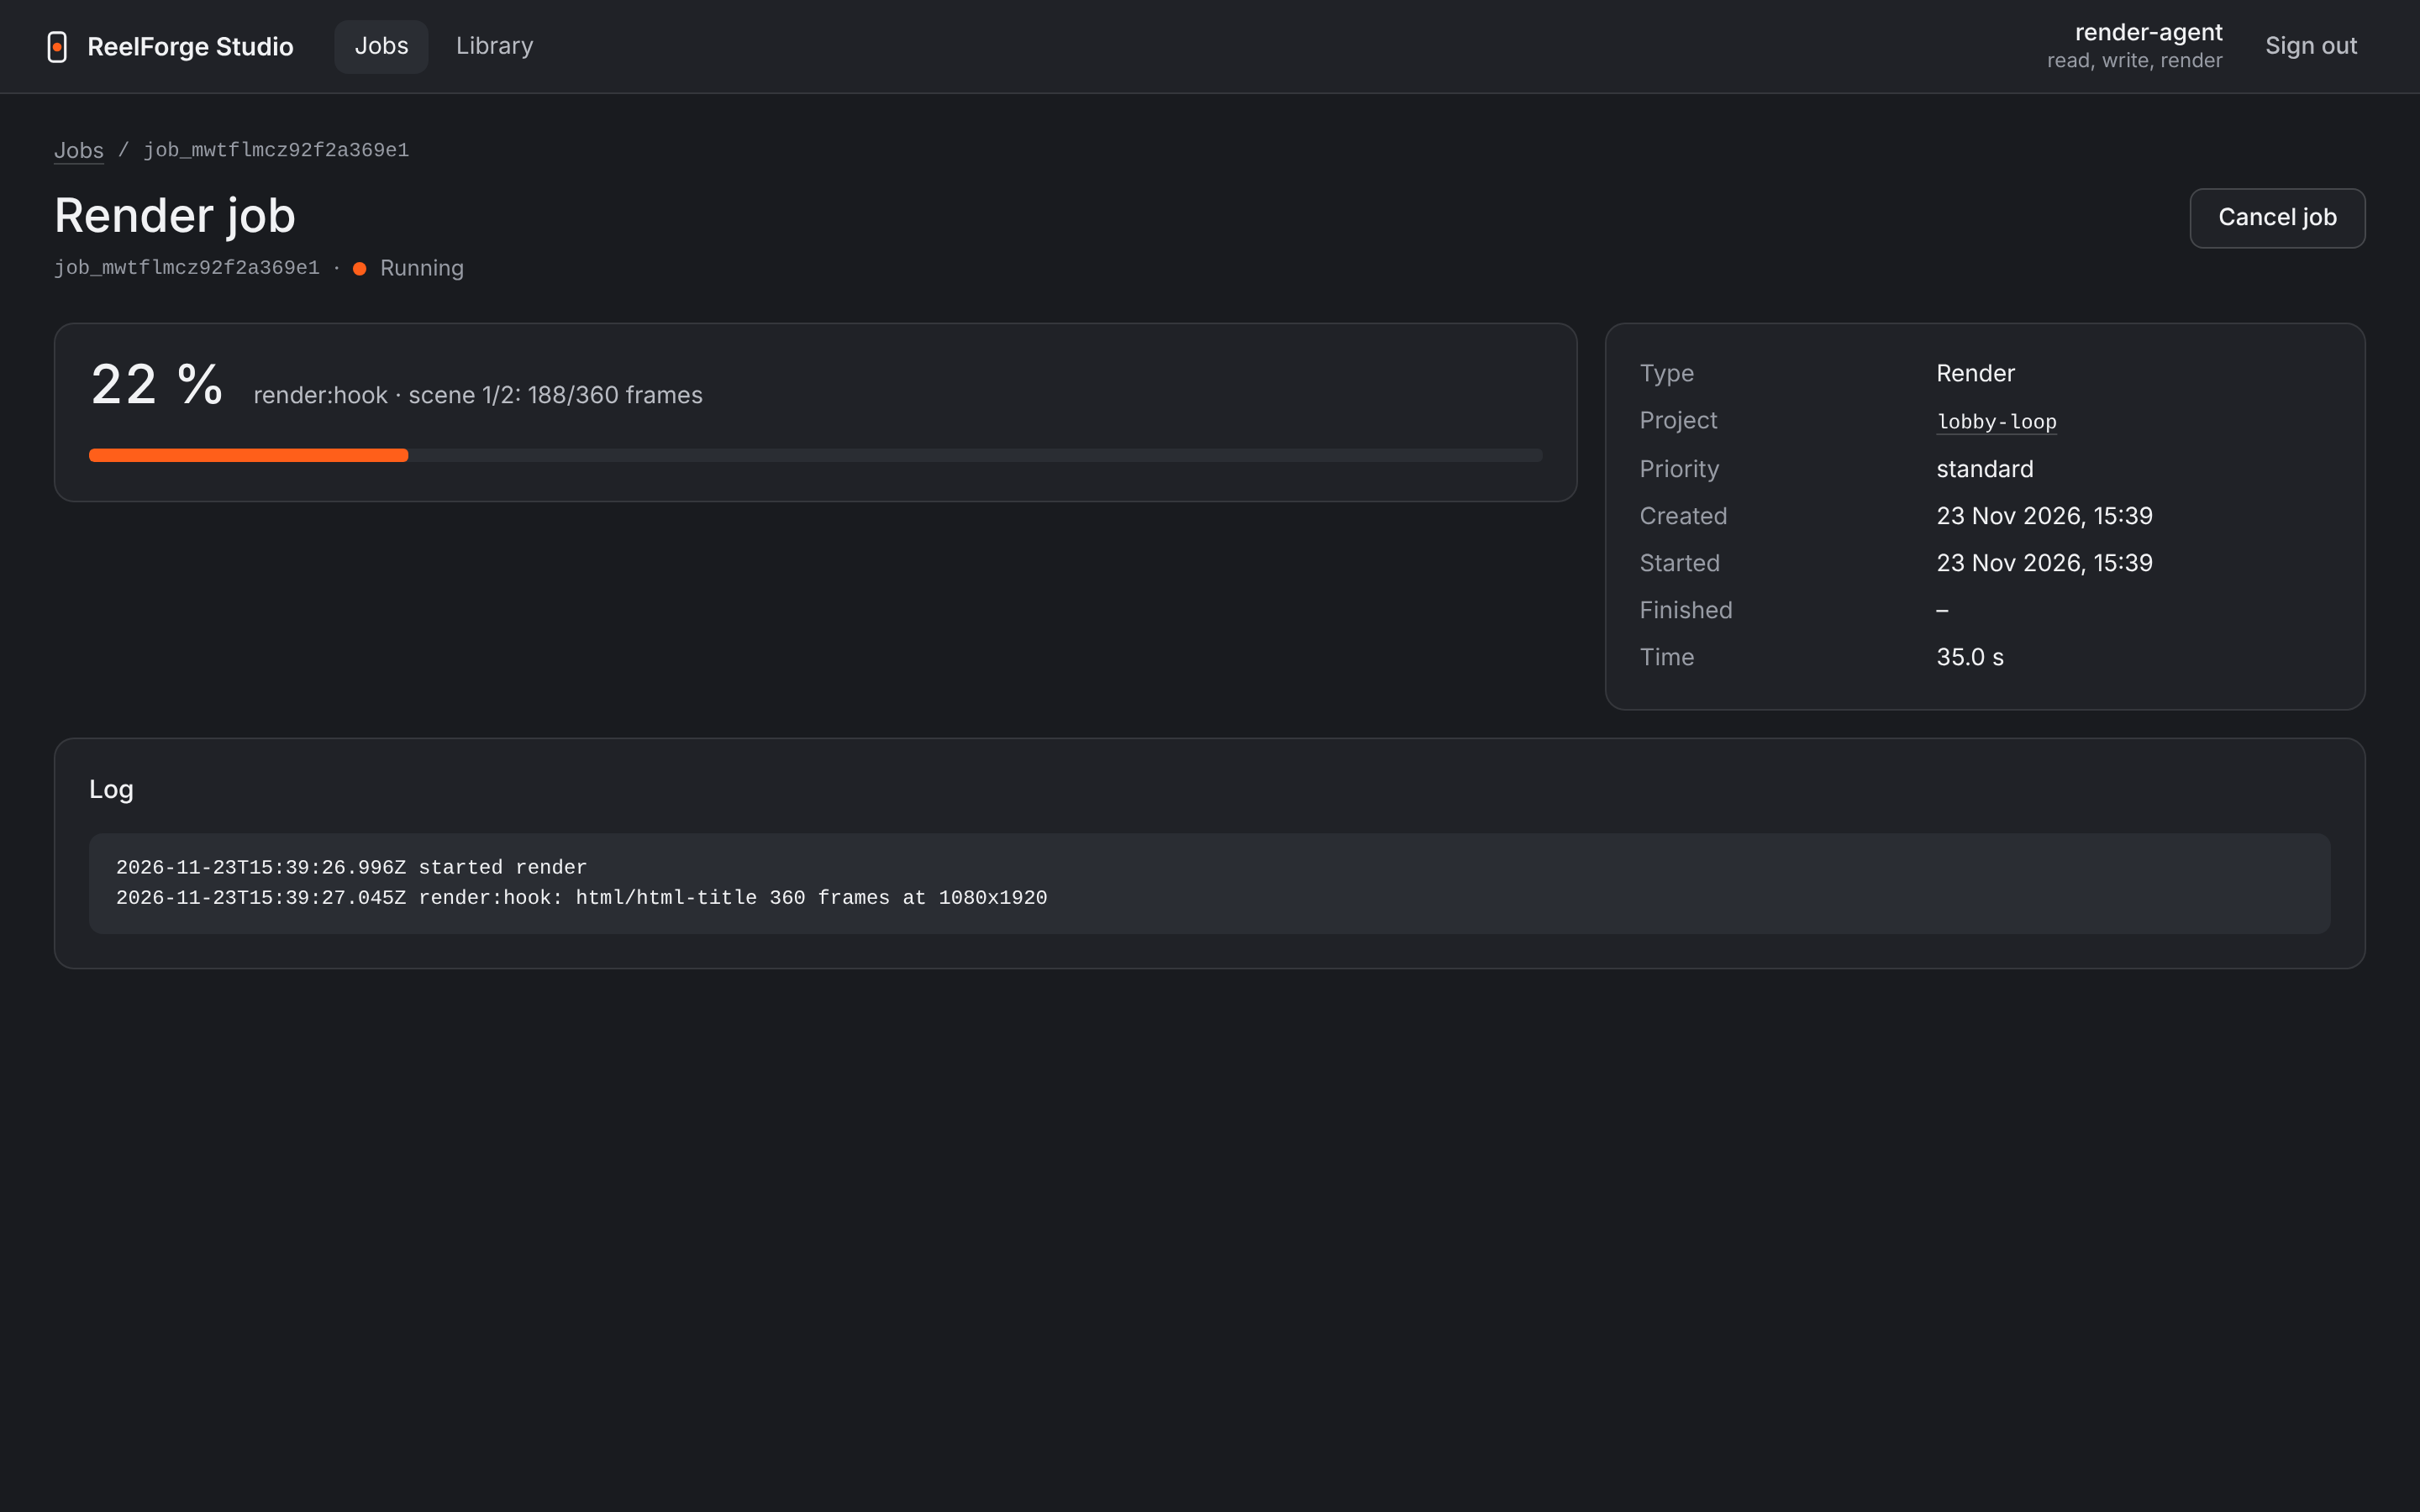 ReelForge Studio
Jobs
Library
render-agent
read, write, render
Sign out
Jobs / job_mwtflmcz92f2a369e1
Render job
Cancel job
job_mwtflmcz92f2a369e1 · Running
22 % render:hook · scene 1/2: 188/360 frames
Type Render
Project lobby-loop
Priority standard
Created 23 Nov 2026, 15:39
Started 23 Nov 2026, 15:39
Finished –
Time 35.0 s
Log
2026-11-23T15:39:26.996Z started render
2026-11-23T15:39:27.045Z render:hook: html/html-title 360 frames at 1080x1920